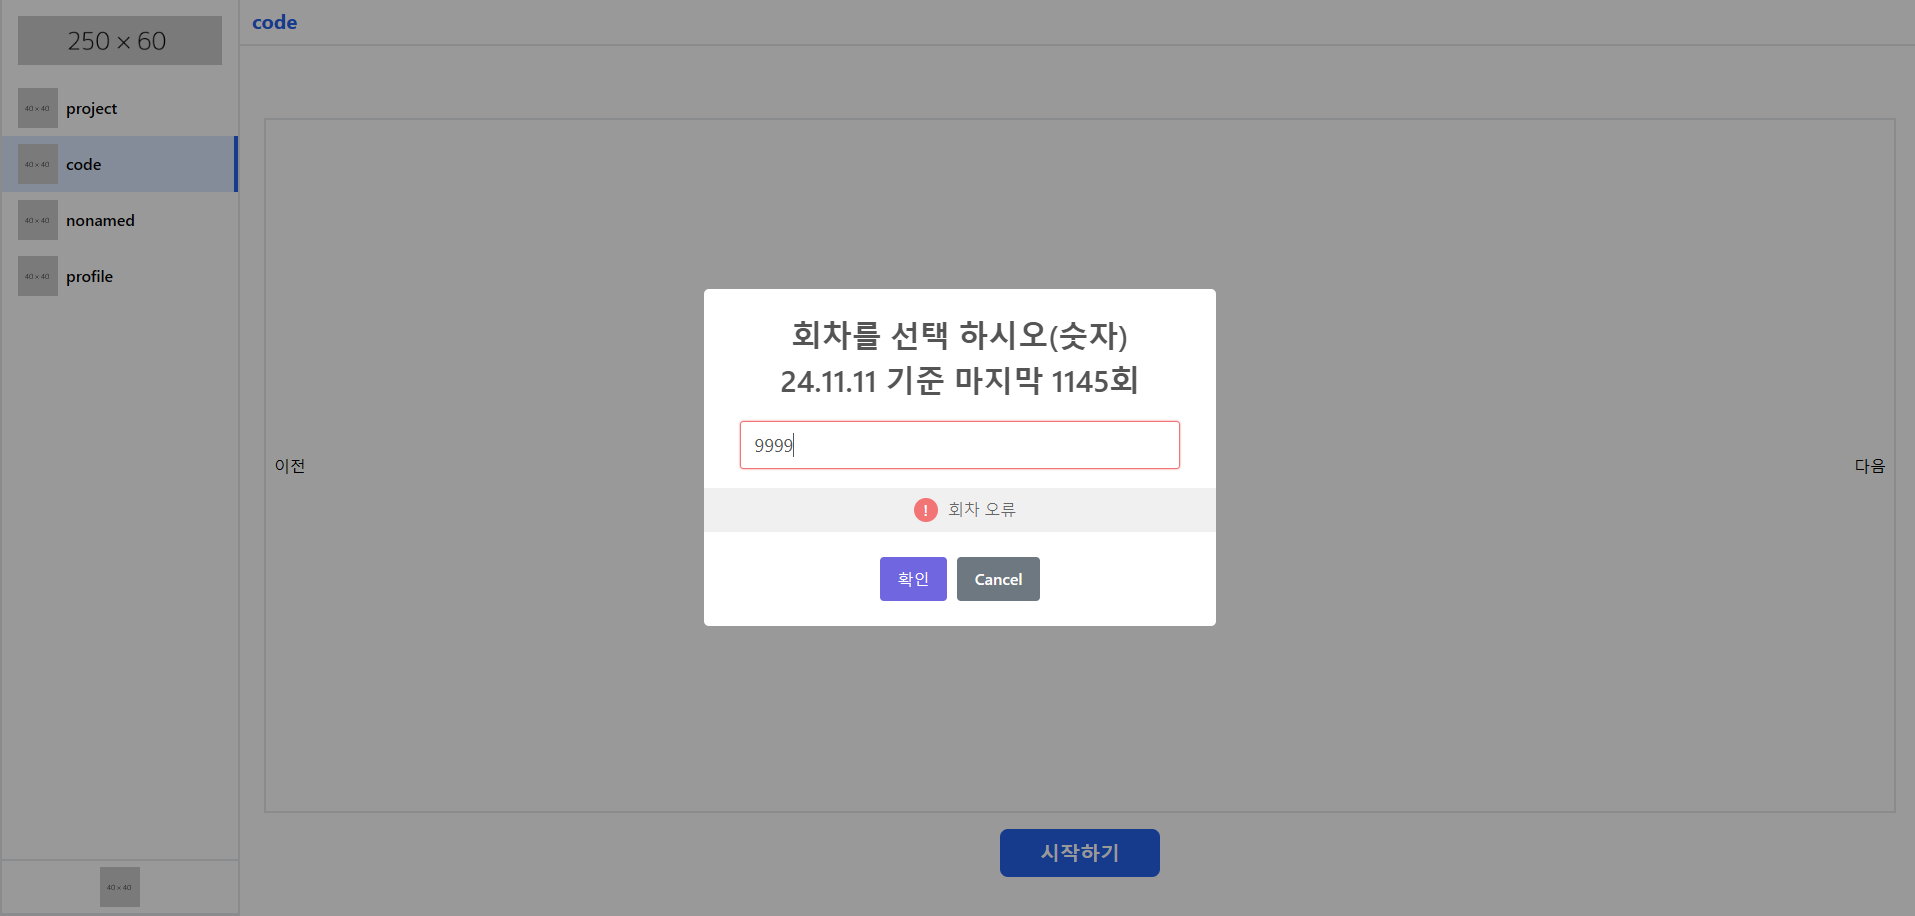 250 × 60
code
40 × 40
project
40 × 40
code
40 × 40
nonamed
40 × 40
profile
회차를 선택 하시오(숫자)
24.11.11 기준 마지막 1145회
9999
이전
다음
! 회차 오류
확인
Cancel
시작하기
40 × 40